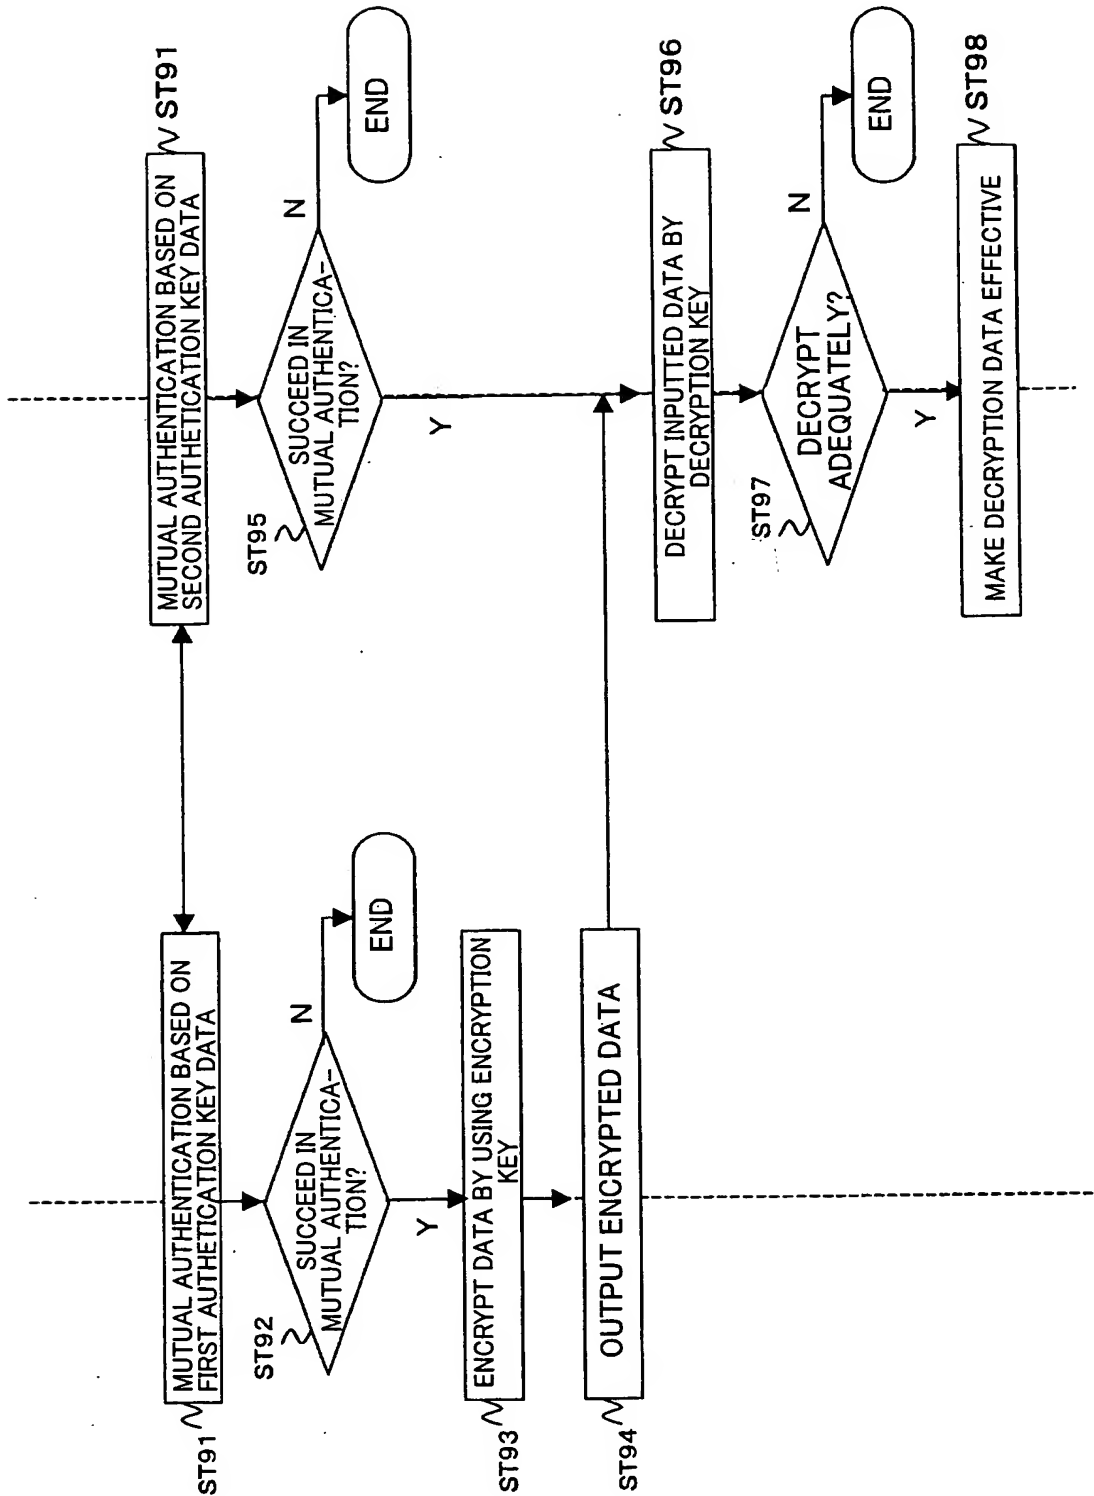 ST91
MUTUAL AUTHENTICATION BASED ON
FIRST AUTHETICATION KEY DATA
ST92
SUCCEED IN
MUTUAL AUTHENTICA-
TION?
N
END
Y
ST93
ENCRYPT DATA BY USING ENCRYPTION
KEY
ST94
OUTPUT ENCRYPTED DATA
MUTUAL AUTHENTICATION BASED ON
SECOND AUTHETICATION KEY DATA
ST91
ST95
SUCCEED IN
MUTUAL AUTHENTICA-
TION?
N
END
Y
DECRYPT INPUTTED DATA BY
DECRYPTION KEY
ST96
ST97
DECRYPT
ADEQUATELY?
N
END
Y
MAKE DECRYPTION DATA EFFECTIVE
ST98